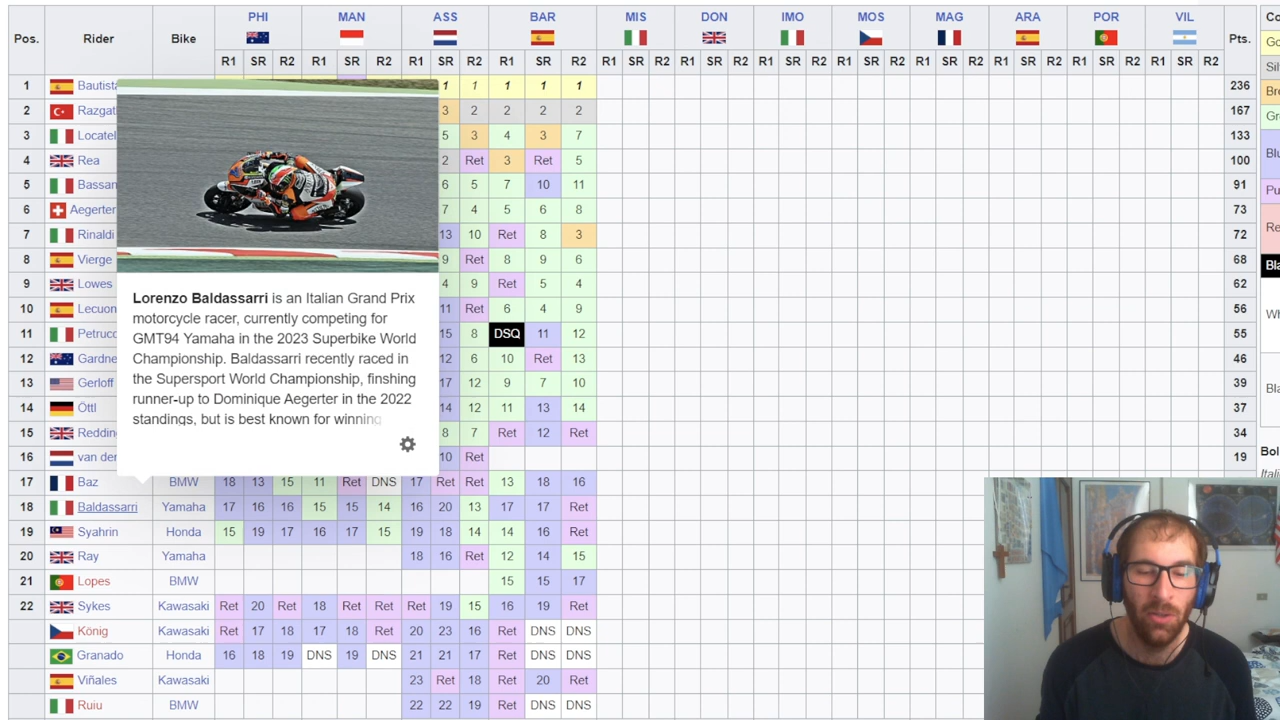 Pos. Rider Bike PHI MAN ASS BAR MIS DON IMO MOS MAG ARA POR VIL Pts. Co
R1 SR R2 R1 SR R2 R1 SR R2 R1 SR R2 R1 SR R2 R1 SR R2 R1 SR R2 R1 SR R2 R1 SR R2 R1 SR R2 R1 SR R2 R1 SR R2
Go
Sil
Bro
Gr
Blu
Pu
Re
Bla
Wh
Bla
Bol
Itali
1 Bautista 1 1 1 1 1 236
2 Razgat 3 2 2 2 2 167
3 Locatel 5 3 4 3 7 133
4 Rea 2 Ret 3 Ret 5 100
5 Bassan 6 5 7 10 11 91
6 Aegerter 7 4 5 6 8 73
7 Rinaldi 13 10 Ret 8 3 72
8 Vierge 9 Ret 8 9 6 68
9 Lowes 4 9 Ret 5 4 62
10 Lecuon 11 Ret 6 4 9 56
11 Petrucc 15 8 DSQ 11 12 55
12 Gardne 12 6 10 Ret 13 46
13 Gerloff 17 12 9 7 10 39
14 Öttl 14 12 11 13 14 37
15 Redding 8 7 Ret 12 Ret 34
16 van der 10 Ret 19
Lorenzo Baldassarri is an Italian Grand Prix
motorcycle racer, currently competing for
GMT94 Yamaha in the 2023 Superbike World
Championship. Baldassarri recently raced in
the Supersport World Championship, finshing
runner-up to Dominique Aegerter in the 2022
standings, but is best known for winning
17 Baz BMW 18 13 15 11 Ret DNS 17 Ret Ret 13 18 16
18 Baldassarri Yamaha 17 16 16 15 15 14 16 20 13 17 17 Ret
19 Syahrin Honda 15 19 17 16 17 15 19 18 14 14 16 Ret
20 Ray Yamaha 18 16 Ret 12 14 15
21 Lopes BMW 15 15 17
22 Sykes Kawasaki Ret 20 Ret 18 Ret Ret Ret 19 15 16 19 Ret
König Kawasaki Ret 17 18 17 18 Ret 20 23 16 Ret DNS DNS
Granado Honda 16 18 19 DNS 19 DNS 21 21 17 Ret DNS DNS
Viñales Kawasaki 23 Ret 18 Ret 20 Ret
Ruiu BMW 22 22 19 Ret DNS DNS